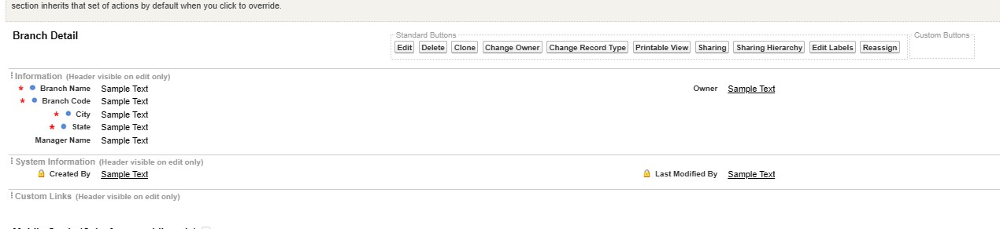 section inherits that set of actions by default when you click to override.
Branch Detail
Standard Buttons
Custom Buttons
Edit Delete Clone Change Owner Change Record Type Printable View Sharing Sharing Hierarchy Edit Labels Reassign
Information (Header visible on edit only)
* Branch Name Sample Text Owner Sample Text
* Branch Code Sample Text
* City Sample Text
* State Sample Text
Manager Name Sample Text
System Information (Header visible on edit only)
Created By Sample Text Last Modified By Sample Text
Custom Links (Header visible on edit only)